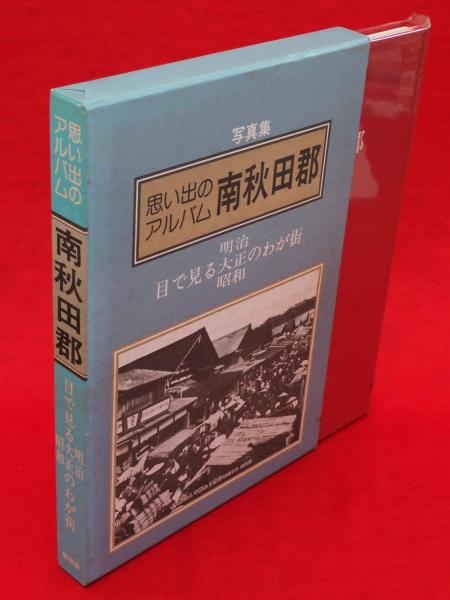 写真集
思い出の
アルバム
南秋田郡
明治
目で見る大正のわが街
昭和
思い出の
アルバム
南秋田郡
明治
目で見る大正のわが街
昭和
郡